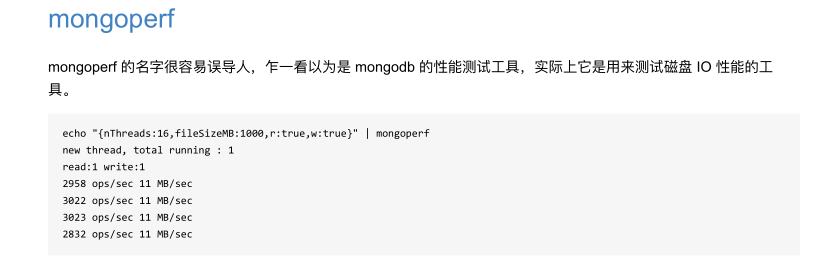 mongoperf
mongoperf 的名字很容易误导人，乍一看以为是 mongodb 的性能测试工具，实际上它是用来测试磁盘 IO 性能的工
具。
echo "{nThreads:16,fileSizeMB:1000,r:true,w:true}" | mongoperf
new thread, total running : 1
read:1 write:1
2958 ops/sec 11 MB/sec
3022 ops/sec 11 MB/sec
3023 ops/sec 11 MB/sec
2832 ops/sec 11 MB/sec